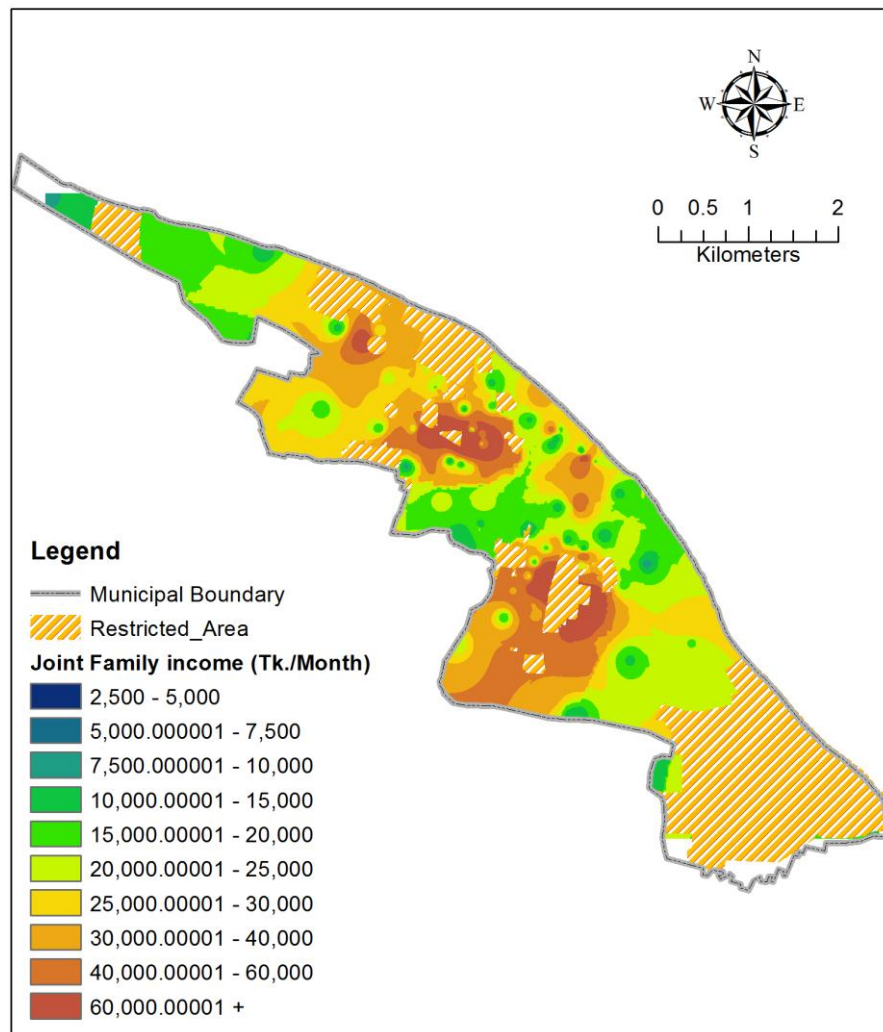 N
W E
S
0 0.5 1 2
Kilometers
Legend
Municipal Boundary
Restricted_Area
Joint Family income (Tk./Month)
2,500 - 5,000
5,000.000001 - 7,500
7,500.000001 - 10,000
10,000.00001 - 15,000
15,000.00001 - 20,000
20,000.00001 - 25,000
25,000.00001 - 30,000
30,000.00001 - 40,000
40,000.00001 - 60,000
60,000.00001 +